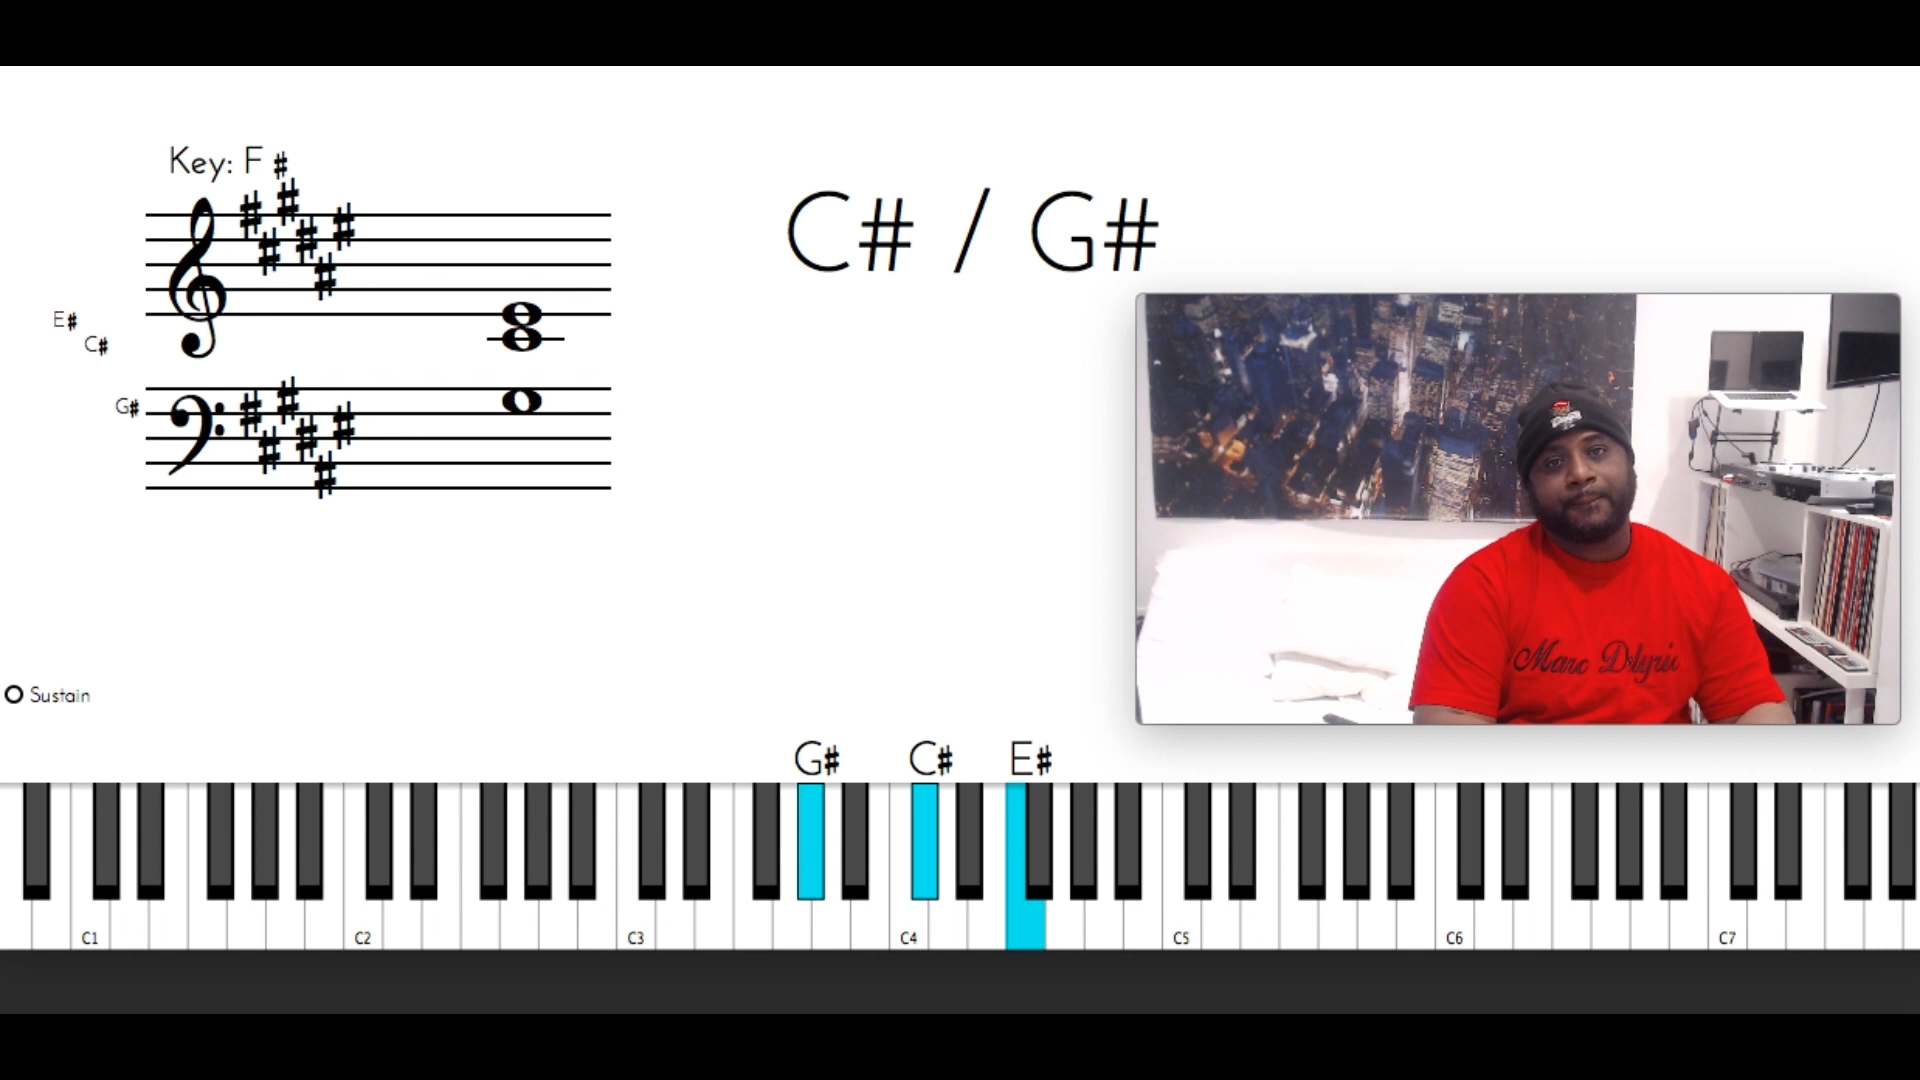 Key: F #
C# / G#
E#
C#
G#
Marc D
Sustain
G# C# E#
C1 C2 C3 C4 C5 C6 C7